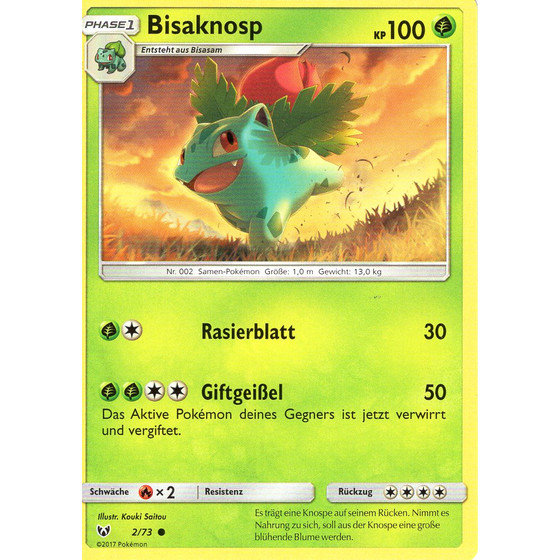 PHASE 1 Bisaknosp KP 100
Entsteht aus Bisasam
Nr. 002 Samen-Pokémon Größe: 1,0 m Gewicht: 13,0 kg
Rasierblatt 30
Giftgeißel 50
Das Aktive Pokémon deines Gegners ist jetzt verwirrt
und vergiftet.
Schwäche × 2 Resistenz Rückzug
Illustr. Kouki Saitou
2/73
©2017 Pokémon
Es trägt eine Knospe auf seinem Rücken. Nimmt es
Nahrung zu sich, soll aus der Knospe eine große
blühende Blume werden.